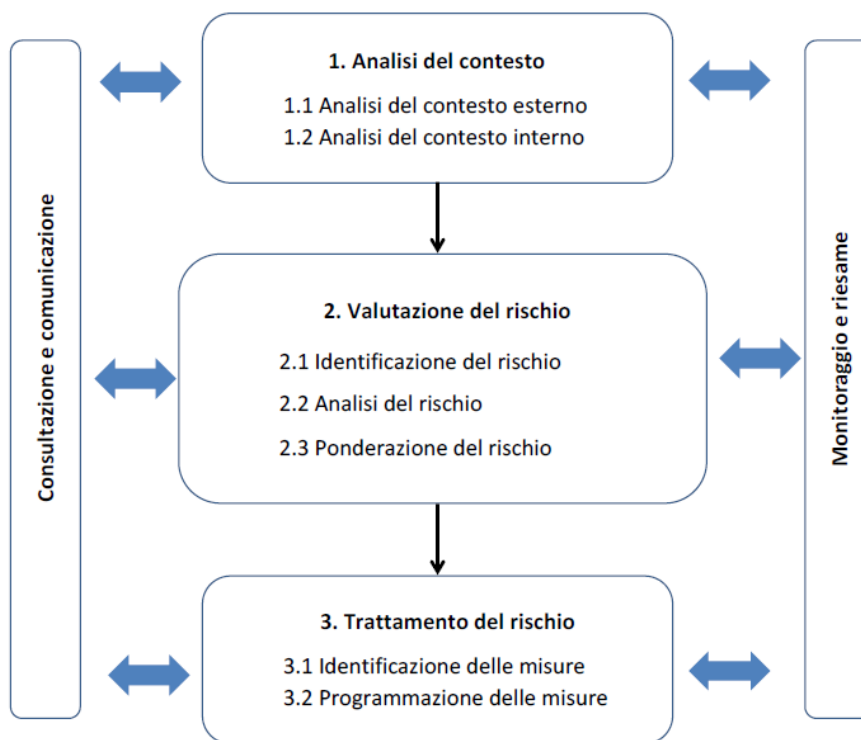 Consultazione e comunicazione
1. Analisi del contesto
1.1 Analisi del contesto esterno
1.2 Analisi del contesto interno
2. Valutazione del rischio
2.1 Identificazione del rischio
2.2 Analisi del rischio
2.3 Ponderazione del rischio
3. Trattamento del rischio
3.1 Identificazione delle misure
3.2 Programmazione delle misure
Monitoraggio e riesame